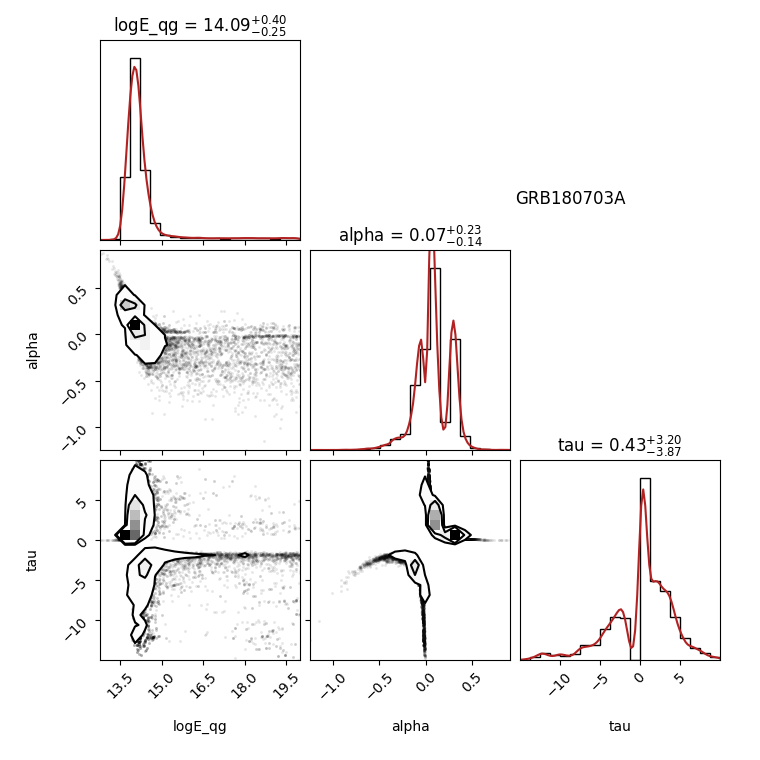 logE_qg = 14.09+0.40 −0.25
GRB180703A
alpha = 0.07+0.23 −0.14
0.5
0.0
−0.5
−1.0
alpha
tau = 0.43+3.20 −3.87
5
0
−5
−10
tau
13.5 15.0 16.5 18.0 19.5
−1.0 −0.5 0.0 0.5
−10 −5 0 5
logE_qg alpha tau